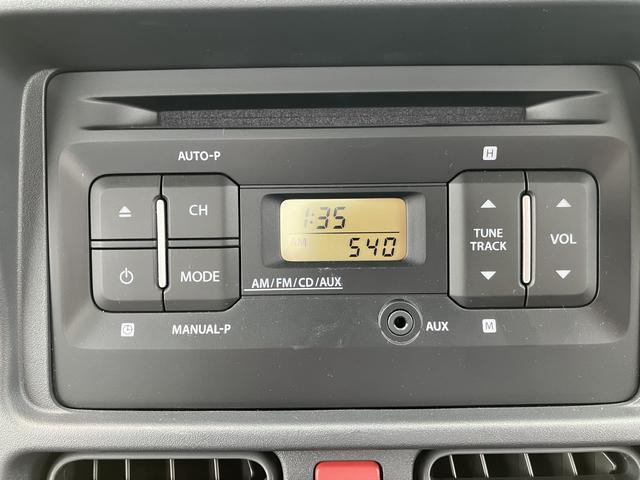 AUTO-P
H
CH
1:35
TUNE
TRACK
VOL
AM
540
MODE
AM/FM/CD/AUX
MANUAL-P
AUX
M